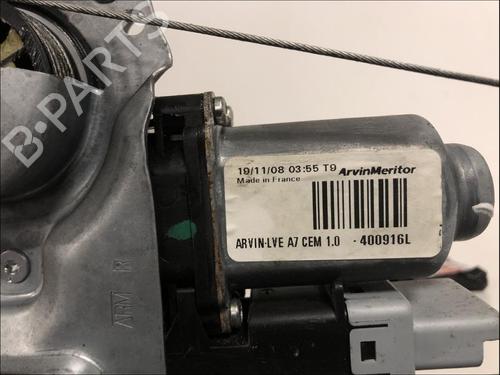 B-PARTS
19/11/08 03:55 T9 ArvinMeritor
Made in France
ARVIN-LVE A7 CEM 1.0 - 400916L